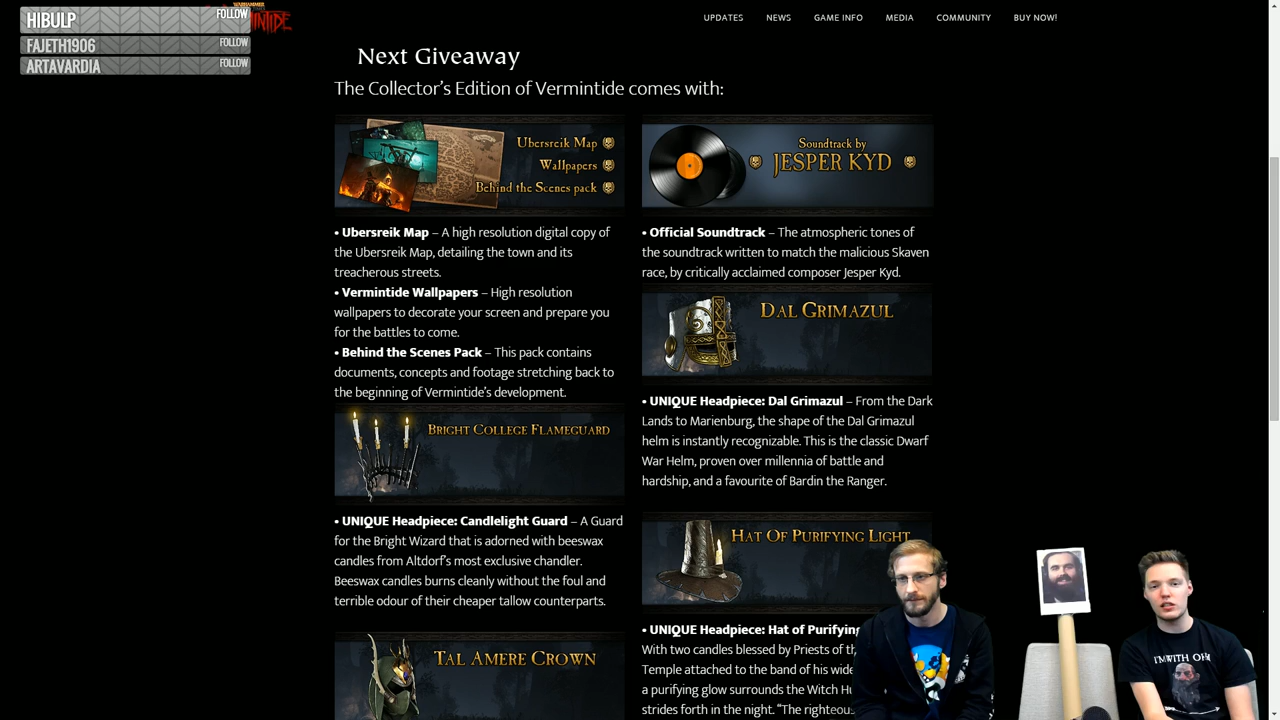 HIBULP
FOLLOW
FAJETH1906
FOLLOW
ARTAVARDIA
FOLLOW
WARHAMMER
UPDATES
NEWS
GAME INFO
MEDIA
COMMUNITY
BUY NOW!
Next Giveaway
The Collector’s Edition of Vermintide comes with:
Ubersreik Map
Wallpapers
Behind the Scenes pack
• Ubersreik Map – A high resolution digital copy of
the Ubersreik Map, detailing the town and its
treacherous streets.
• Vermintide Wallpapers – High resolution
wallpapers to decorate your screen and prepare you
for the battles to come.
• Behind the Scenes Pack – This pack contains
documents, concepts and footage stretching back to
the beginning of Vermintide’s development.
Bright College Flameguard
• UNIQUE Headpiece: Candlelight Guard – A Guard
for the Bright Wizard that is adorned with beeswax
candles from Altdorf’s most exclusive chandler.
Beeswax candles burns cleanly without the foul and
terrible odour of their cheaper tallow counterparts.
Tal Amere Crown
Soundtrack by
JESPER KYD
• Official Soundtrack – The atmospheric tones of
the soundtrack written to match the malicious Skaven
race, by critically acclaimed composer Jesper Kyd.
Dal Grimazul
• UNIQUE Headpiece: Dal Grimazul – From the Dark
Lands to Marienburg, the shape of the Dal Grimazul
helm is instantly recognizable. This is the classic Dwarf
War Helm, proven over millennia of battle and
hardship, and a favourite of Bardin the Ranger.
Hat Of Purifying Light
• UNIQUE Headpiece: Hat of Purifying
With two candles blessed by Priests of
Temple attached to the band of his wide
a purifying glow surrounds the Witch
strides forth in the night. “The righteous
I'M WITH